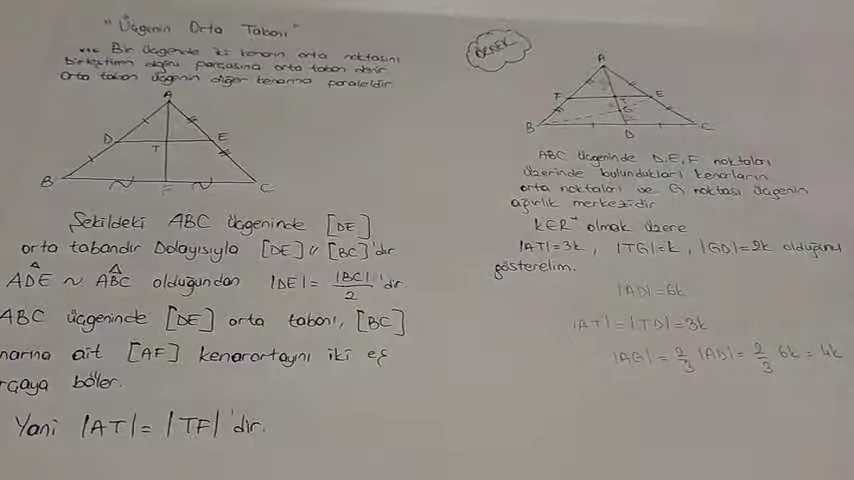 "Üçgenin Orta Tabanı"
Bir üçgende iki kenarın orta noktasını
birleştiren doğru parçasına orta taban denir
Orta taban üçgenin diğer kenarına paraleldir.
A
D
E
T
B
F
C
Şekildeki ABC üçgeninde [DE]
orta tabandır Dolayısıyla [DE] // [BC]'dir.
ADE ~ ABC olduğundan |DE| = |BC|/2 'dir
ABC üçgeninde [DE] orta tabanı, [BC]
narına ait [AF] kenarortayını iki eş
rçaya böler.
Yani |AT| = |TF| 'dir.
ÖRNEK
A
F
T
E
G
B
D
C
ABC üçgeninde D,E,F noktaları
üzerinde bulundukları kenarların
orta noktaları ve G noktası üçgenin
ağırlık merkezidir
k∈R⁺ olmak üzere
|AT|=3k, |TG|=k, |GD|=2k olduğunu
gösterelim.
|AD|=6k
|AT|=|TD|=3k
|AG| = 2/3 |AD| = 2/3 6k = 4k